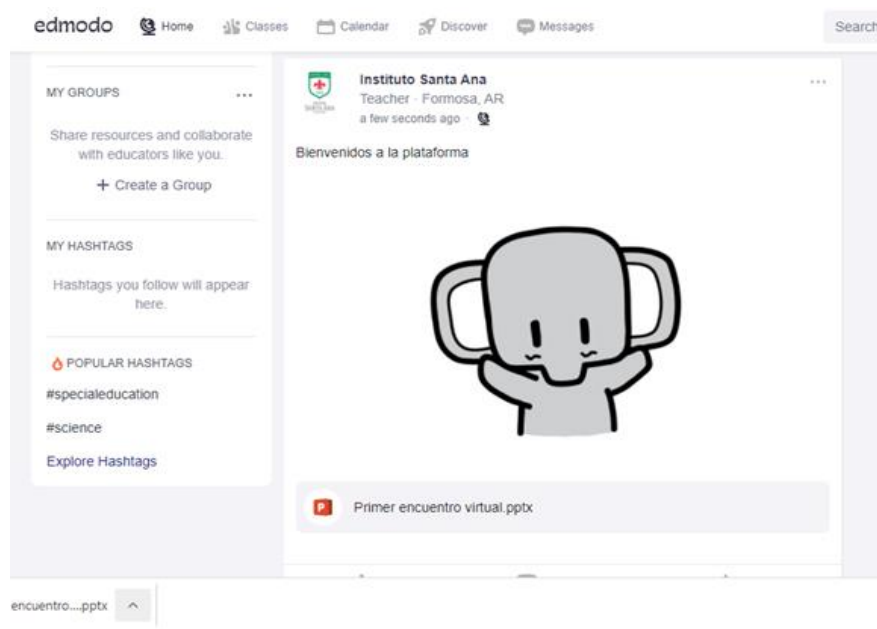 edmodo Home Classes Calendar Discover Messages Search
MY GROUPS ...
Share resources and collaborate
with educators like you.
+ Create a Group
MY HASHTAGS
Hashtags you follow will appear
here.
POPULAR HASHTAGS
#specialeducation
#science
Explore Hashtags
Instituto Santa Ana
Teacher · Formosa, AR
a few seconds ago ·
Bienvenidos a la plataforma
Primer encuentro virtual.pptx
encuentro....pptx